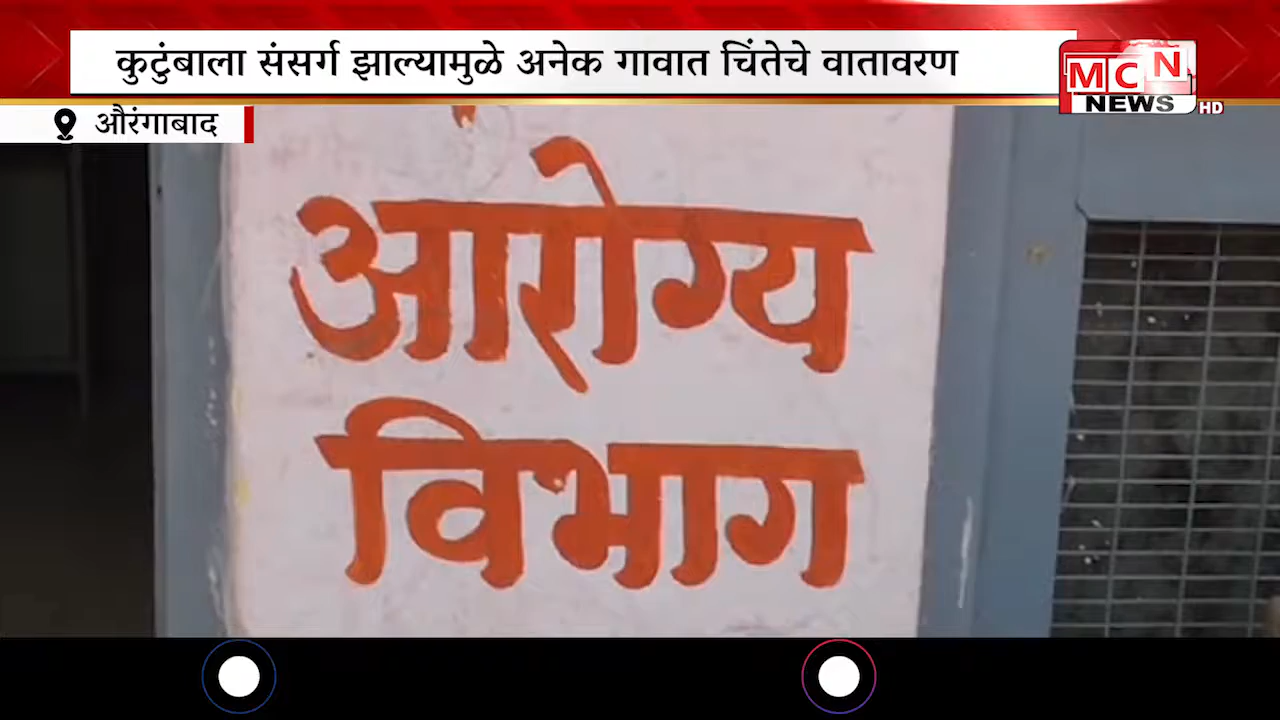 कुटुंबाला संसर्ग झाल्यामुळे अनेक गावात चिंतेचे वातावरण
MCN
NEWS HD
औरंगाबाद
आरोग्य
विभाग